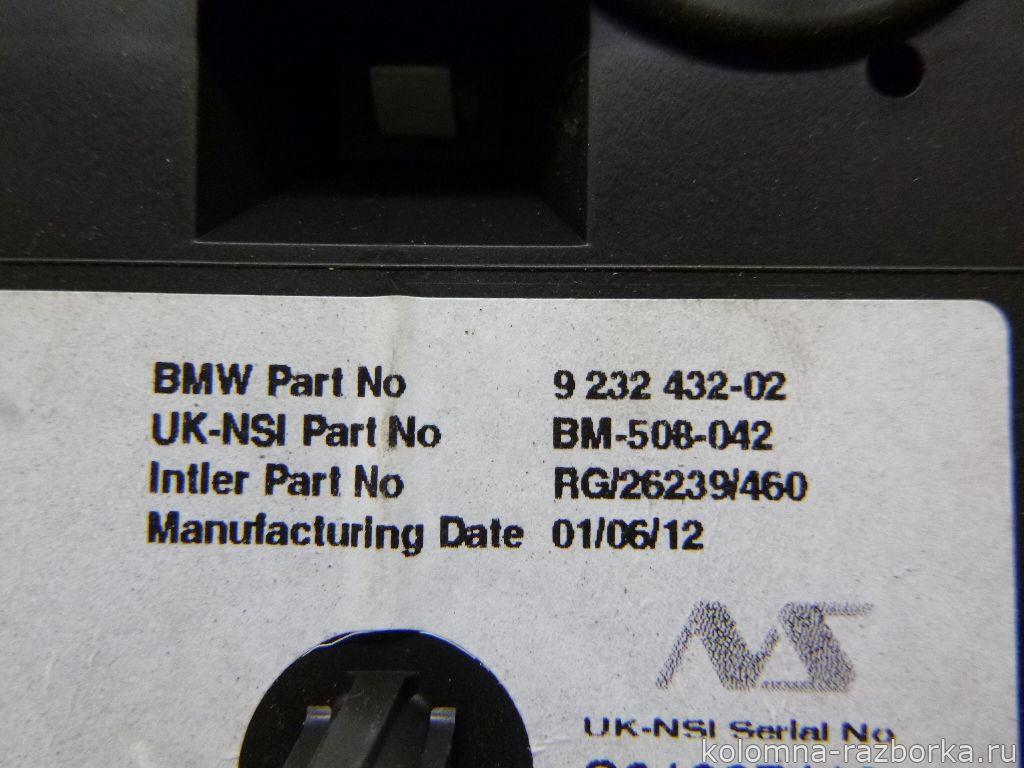 BMW Part No 9 232 432-02
UK-NSI Part No BM-508-042
Intler Part No RG/26239/460
Manufacturing Date 01/06/12
NS
UK-NSI Serial No
kolomna-razborka.ru